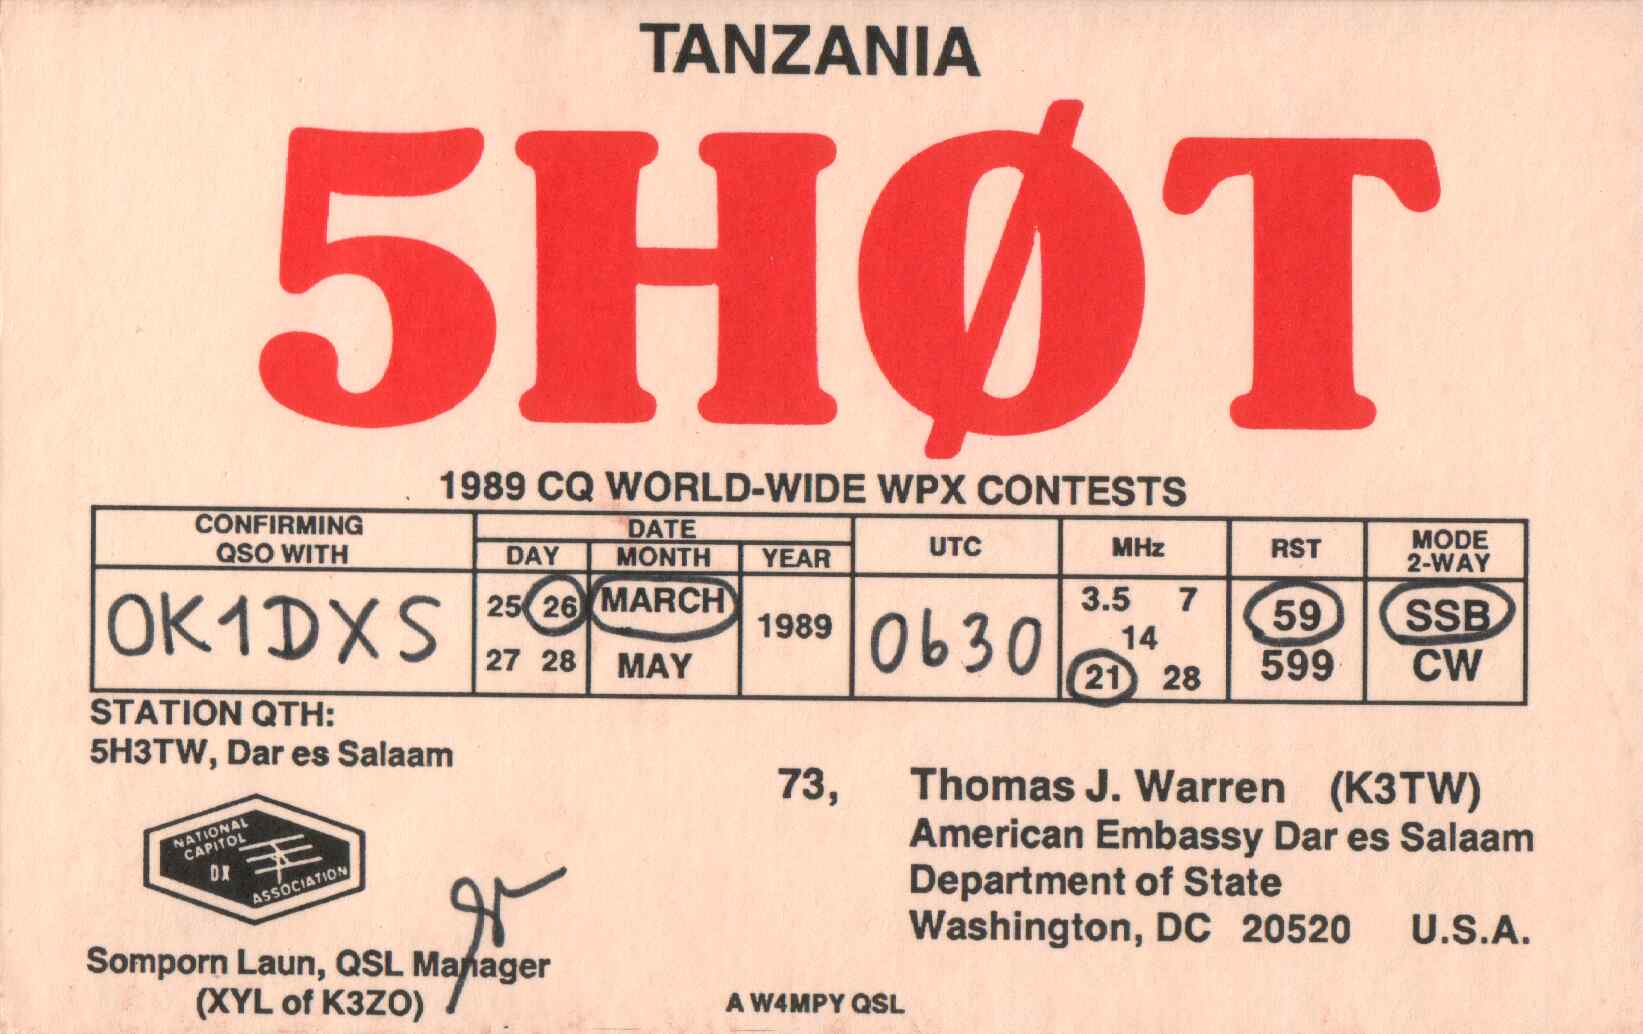 TANZANIA
5HØT
1989 CQ WORLD-WIDE WPX CONTESTS
CONFIRMING
QSO WITH
DATE
DAY MONTH YEAR
UTC
MHz
RST
MODE
2-WAY
OK1DXS
25 26
27 28
MARCH
MAY
1989
0630
3.5 7
14
21 28
59
599
SSB
CW
STATION QTH:
5H3TW, Dar es Salaam
NATIONAL
CAPITOL
DX
ASSOCIATION
Somporn Laun, QSL Manager
(XYL of K3ZO)
73, Thomas J. Warren (K3TW)
American Embassy Dar es Salaam
Department of State
Washington, DC 20520 U.S.A.
A W4MPY QSL